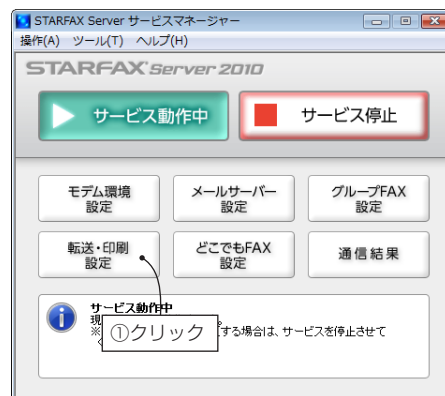 STARFAX Server サービスマネージャー
操作(A) ツール(T) ヘルプ(H)
STARFAX Server 2010
サービス動作中
サービス停止
モデム環境
設定
メールサーバー
設定
グループFAX
設定
転送・印刷
設定
どこでもFAX
設定
通信結果
サービス動作中
現
※
する場合は、サービスを停止させて
①クリック